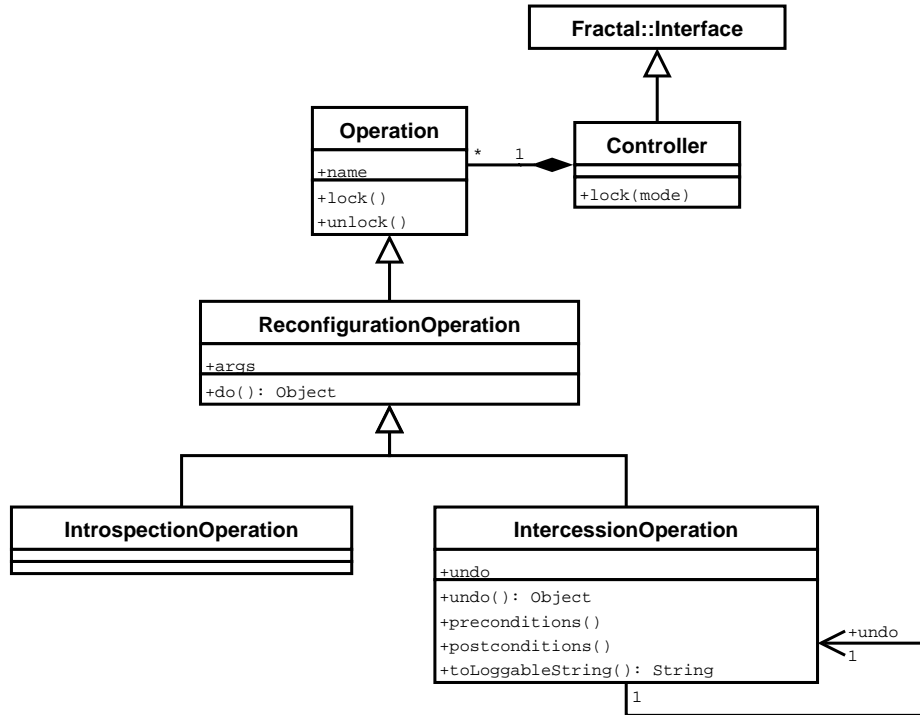 Fractal::Interface
Operation
+name
+lock()
+unlock()
* 1
Controller
+lock(mode)
ReconfigurationOperation
+args
+do(): Object
IntrospectionOperation
IntercessionOperation
+undo
+undo(): Object
+preconditions()
+postconditions()
+toLoggableString(): String
+undo
1
1